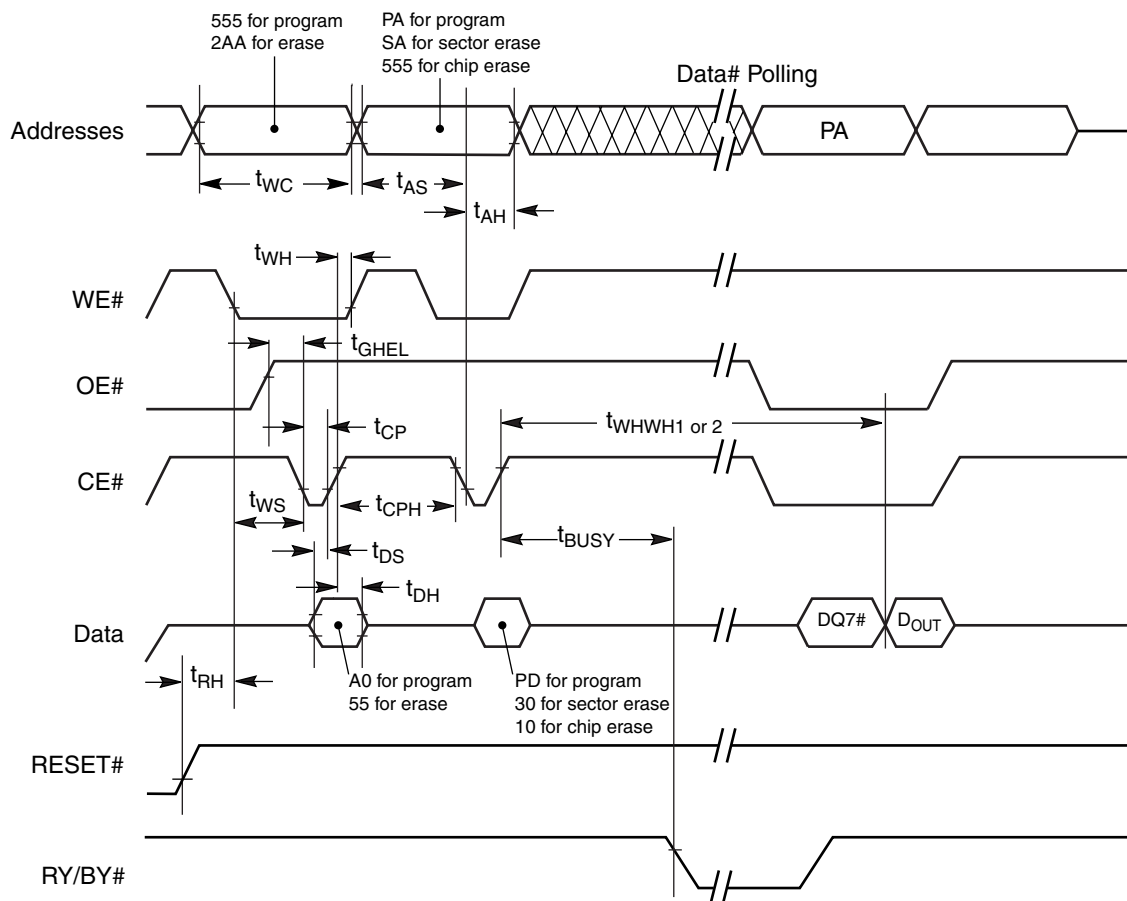 555 for program
2AA for erase
PA for program
SA for sector erase
555 for chip erase
Data# Polling
Addresses
PA
tWC
tAS
tAH
tWH
WE#
tGHEL
OE#
tWHWH1 or 2
tCP
CE#
tWS
tCPH
tBUSY
tDS
tDH
Data
DQ7#
DOUT
tRH
A0 for program
55 for erase
PD for program
30 for sector erase
10 for chip erase
RESET#
RY/BY#